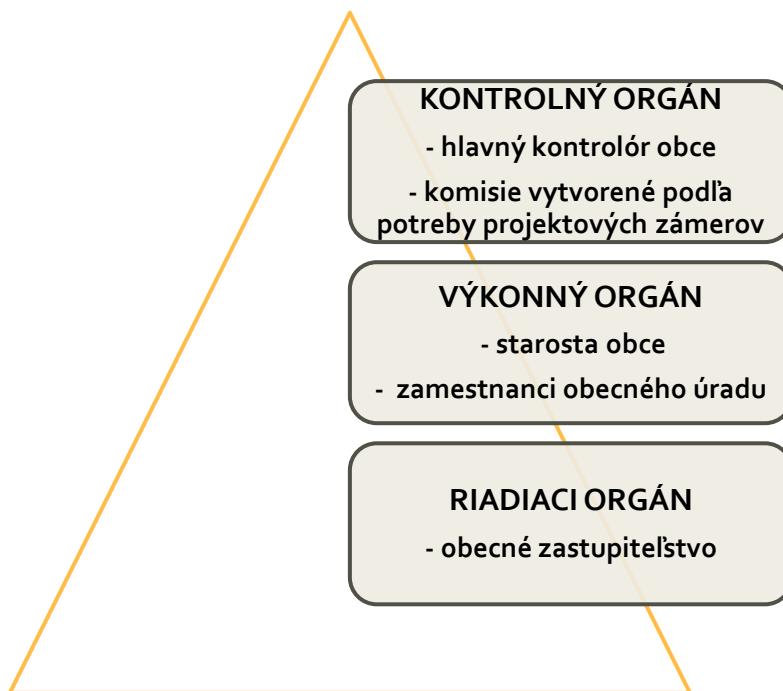 KONTROLNÝ ORGÁN
- hlavný kontrolór obce
- komisie vytvorené podľa
potreby projektových zámerov
VÝKONNÝ ORGÁN
- starosta obce
- zamestnanci obecného úradu
RIADIACI ORGÁN
- obecné zastupiteľstvo